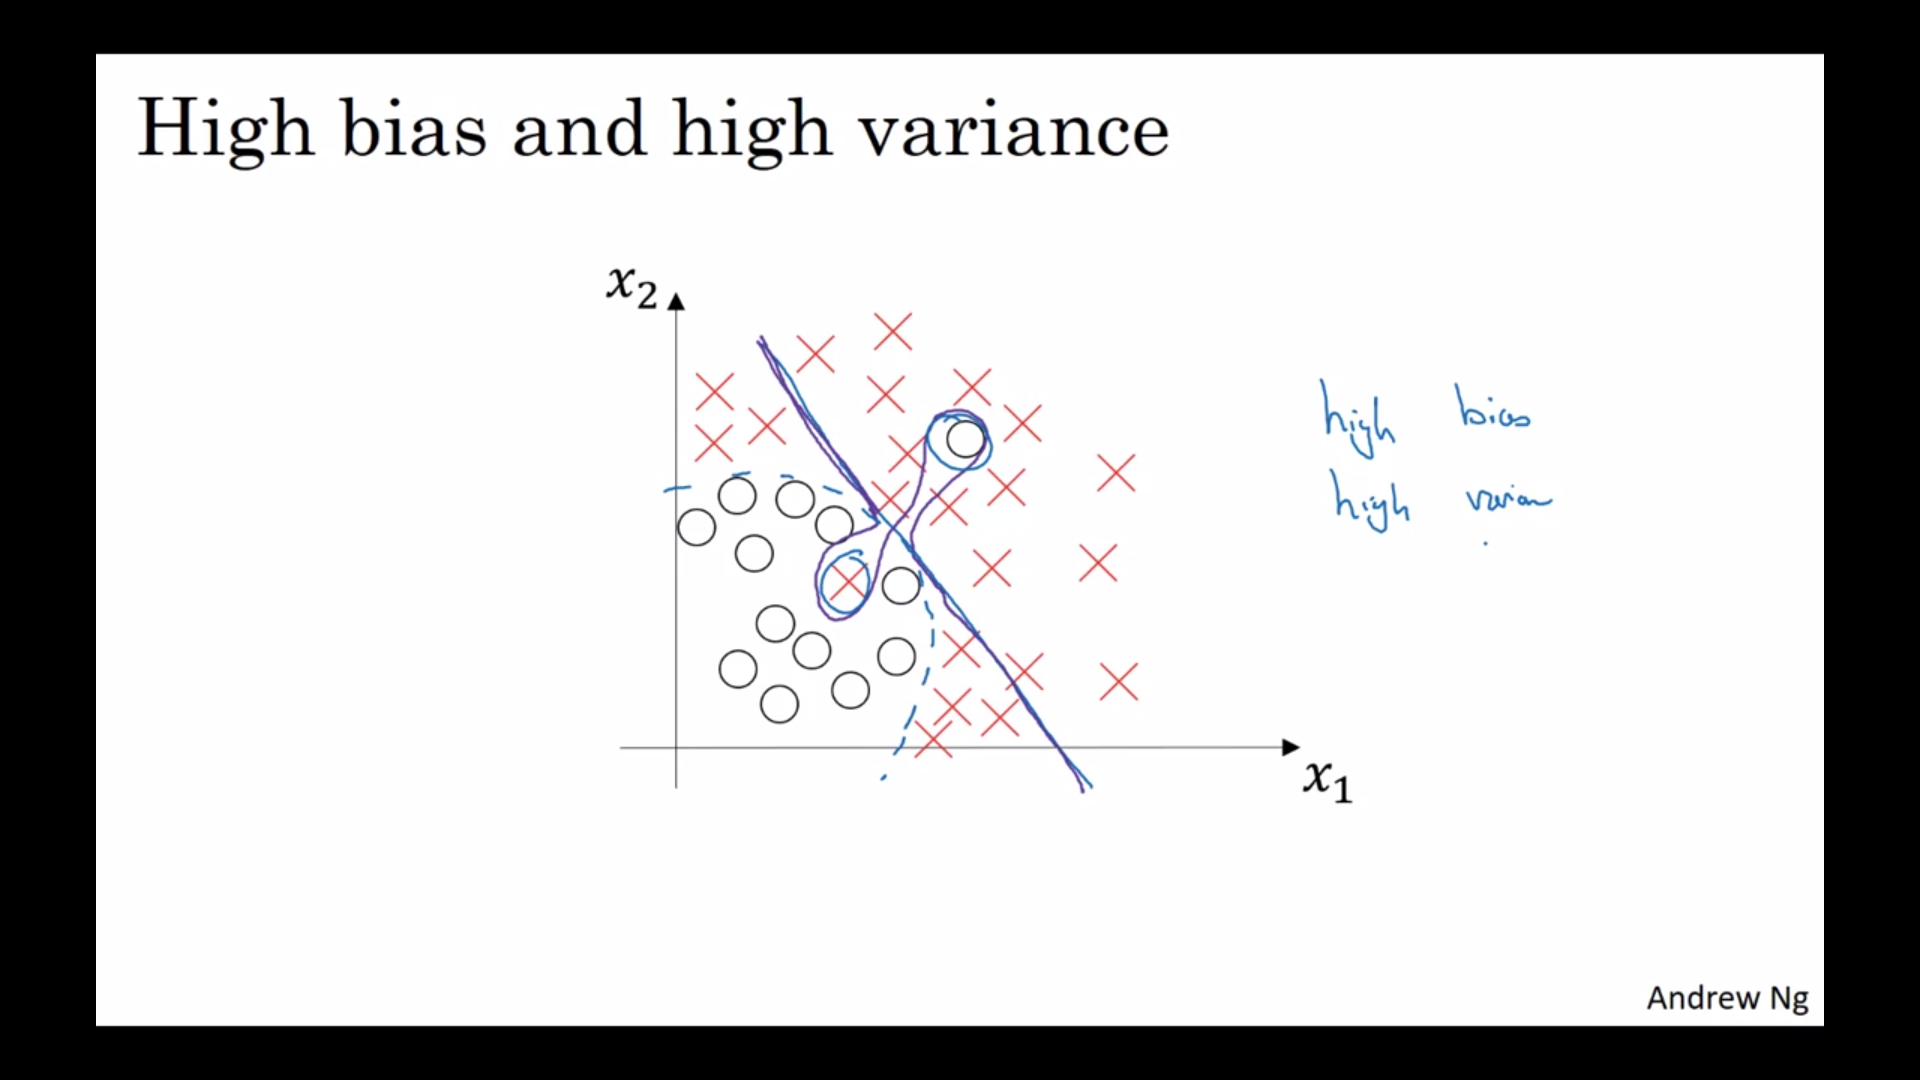 High bias and high variance
x₂
high bias
high varian
x₁
Andrew Ng